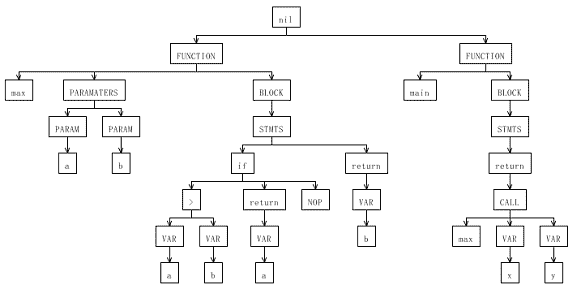 nil
FUNCTION FUNCTION
max PARAMATERS BLOCK main BLOCK
PARAM PARAM STMTS STMTS
a b if return return
> return NOP VAR CALL
VAR VAR VAR b max VAR VAR
a b a x y